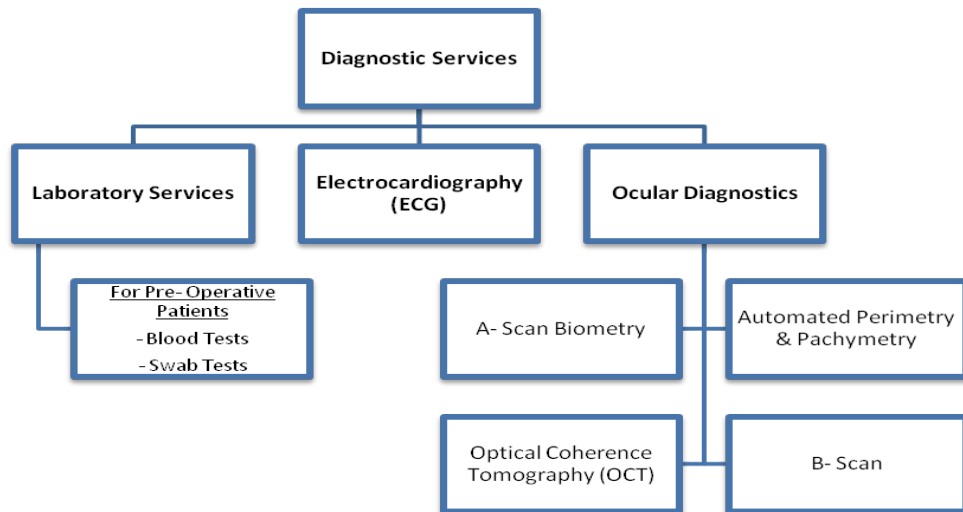 Diagnostic Services
Laboratory Services
Electrocardiography
(ECG)
Ocular Diagnostics
For Pre- Operative
Patients
- Blood Tests
- Swab Tests
A- Scan Biometry
Automated Perimetry
& Pachymetry
Optical Coherence
Tomography (OCT)
B- Scan